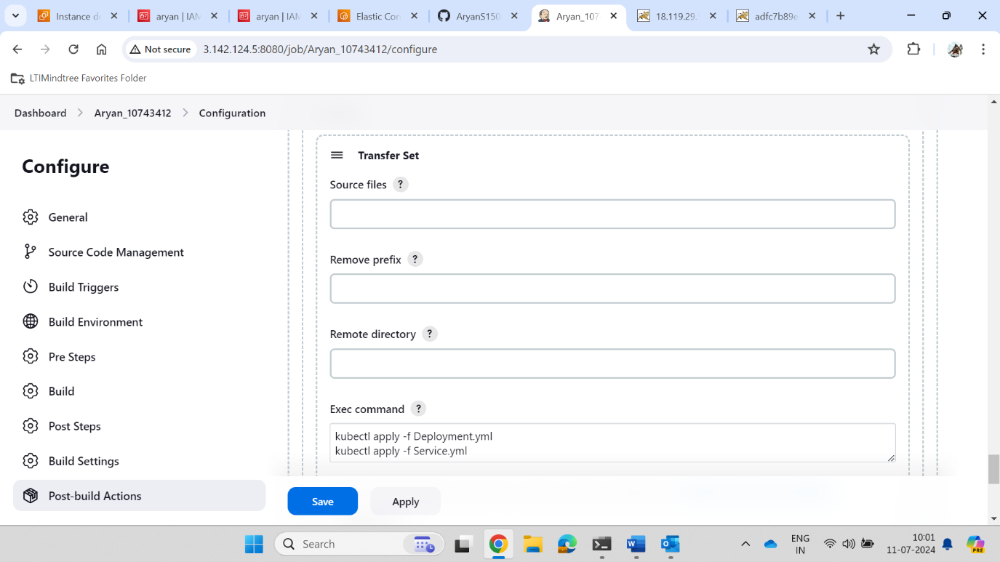 Instance d
aryan | IAM
aryan | IAM
Elastic Con
AryanS150
Aryan_107
18.119.29.
adfc7b89e
Not secure
3.142.124.5:8080/job/Aryan_10743412/configure
LTIMindtree Favorites Folder
Dashboard > Aryan_10743412 > Configuration
Configure
General
Source Code Management
Build Triggers
Build Environment
Pre Steps
Build
Post Steps
Build Settings
Post-build Actions
Transfer Set
Source files ?
Remove prefix ?
Remote directory ?
Exec command ?
kubectl apply -f Deployment.yml
kubectl apply -f Service.yml
Save
Apply
Search
ENG
IN
10:01
11-07-2024
PRE